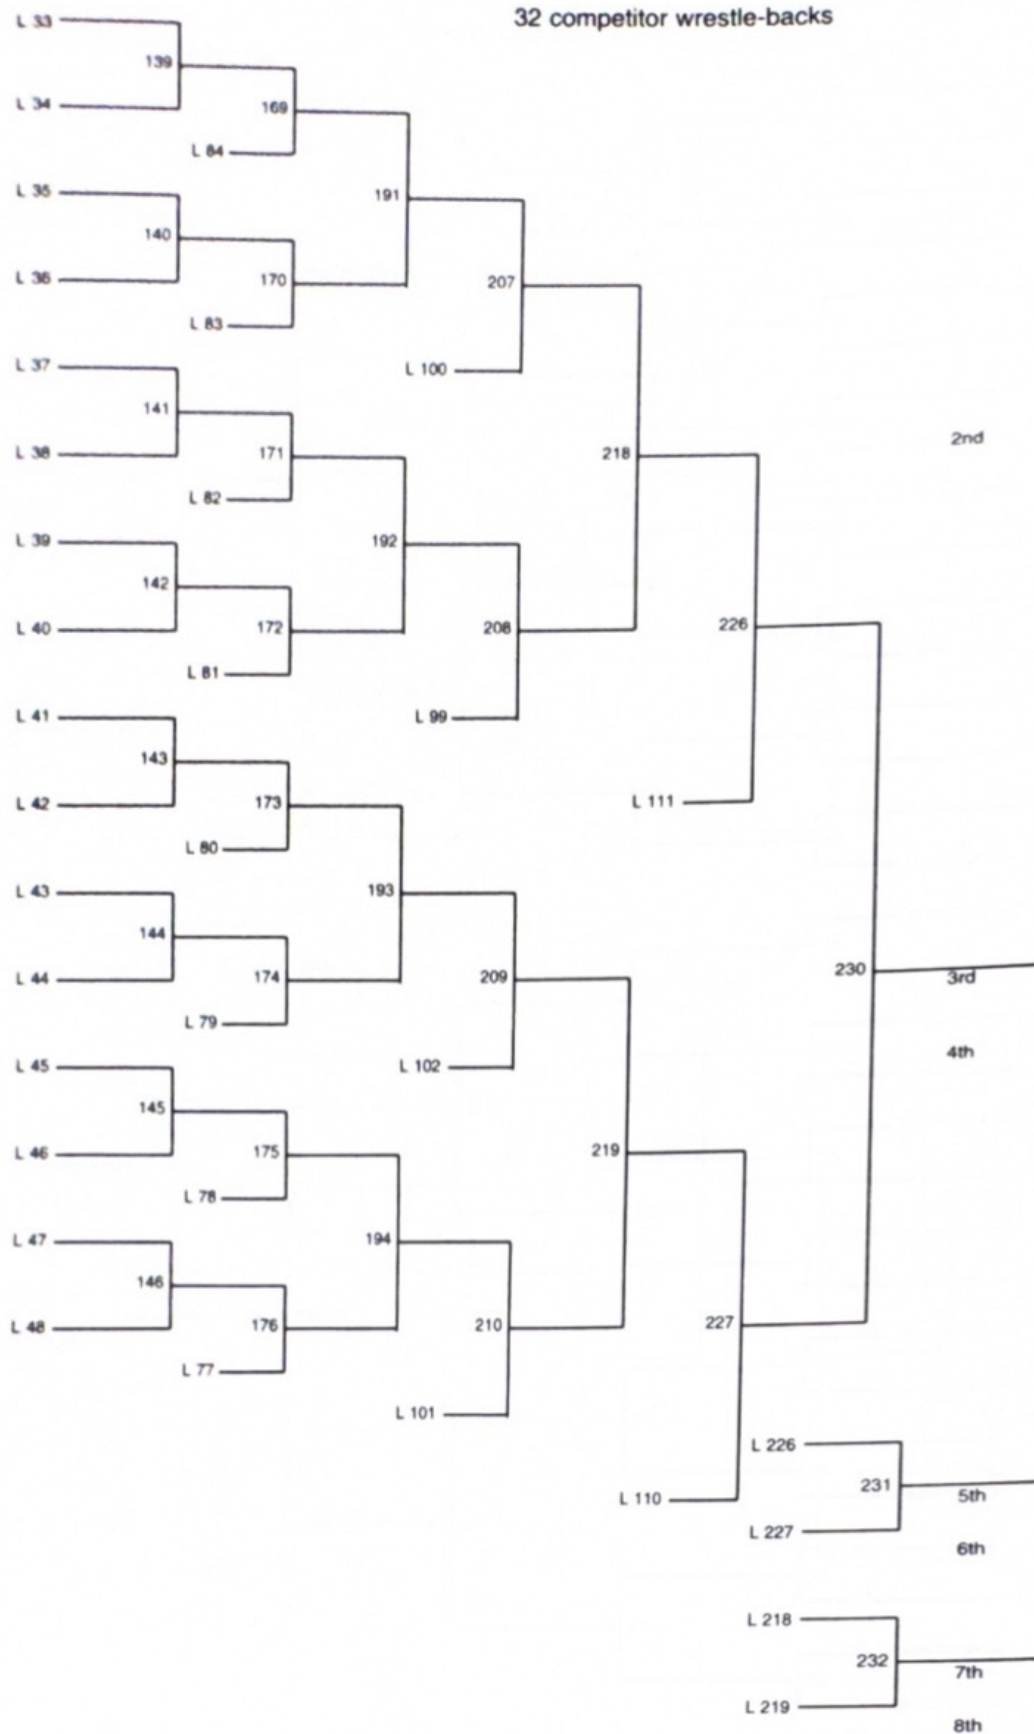 32 competitor wrestle-backs
L 33
139
L 34
169
L 84
L 35
191
140
L 36
170
207
L 83
L 37
L 100
141
2nd
L 38
171
218
L 82
L 39
192
142
L 40
172
208
226
L 81
L 41
L 99
143
L 42
173
L 111
L 80
L 43
193
144
L 44
174
209
230
3rd
L 79
4th
L 45
L 102
145
L 46
175
219
L 78
L 47
194
146
L 48
176
210
227
L 77
L 101
L 226
231
5th
L 110
L 227
6th
L 218
232
7th
L 219
8th